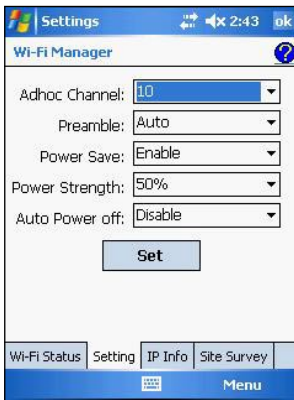 Settings 2:43 ok
Wi-Fi Manager ?
Adhoc Channel: 10
Preamble: Auto
Power Save: Enable
Power Strength: 50%
Auto Power off: Disable
Set
Wi-Fi Status Setting IP Info Site Survey
Menu